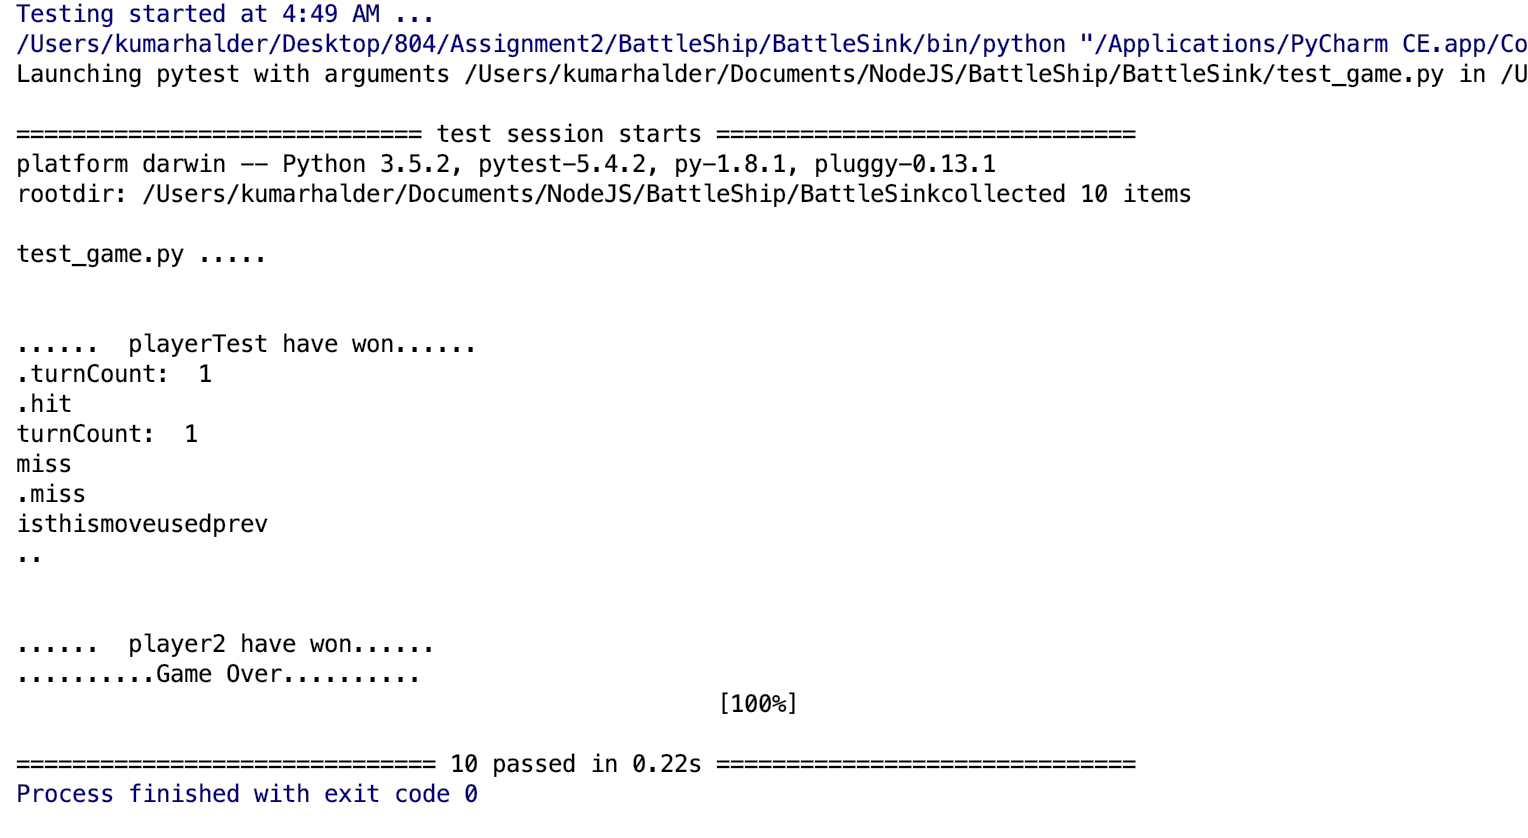 Testing started at 4:49 AM ...
/Users/kumarhalder/Desktop/804/Assignment2/BattleShip/BattleSink/bin/python "/Applications/PyCharm CE.app/Co
Launching pytest with arguments /Users/kumarhalder/Documents/NodeJS/BattleShip/BattleSink/test_game.py in /U
============================= test session starts ==============================
platform darwin -- Python 3.5.2, pytest-5.4.2, py-1.8.1, pluggy-0.13.1
rootdir: /Users/kumarhalder/Documents/NodeJS/BattleShip/BattleSinkcollected 10 items
test_game.py .....
......  playerTest have won......
.turnCount:  1
.hit
turnCount:  1
miss
.miss
isthismoveusedprev
..
......  player2 have won......
..........Game Over..........
[100%]
============================== 10 passed in 0.22s ==============================
Process finished with exit code 0